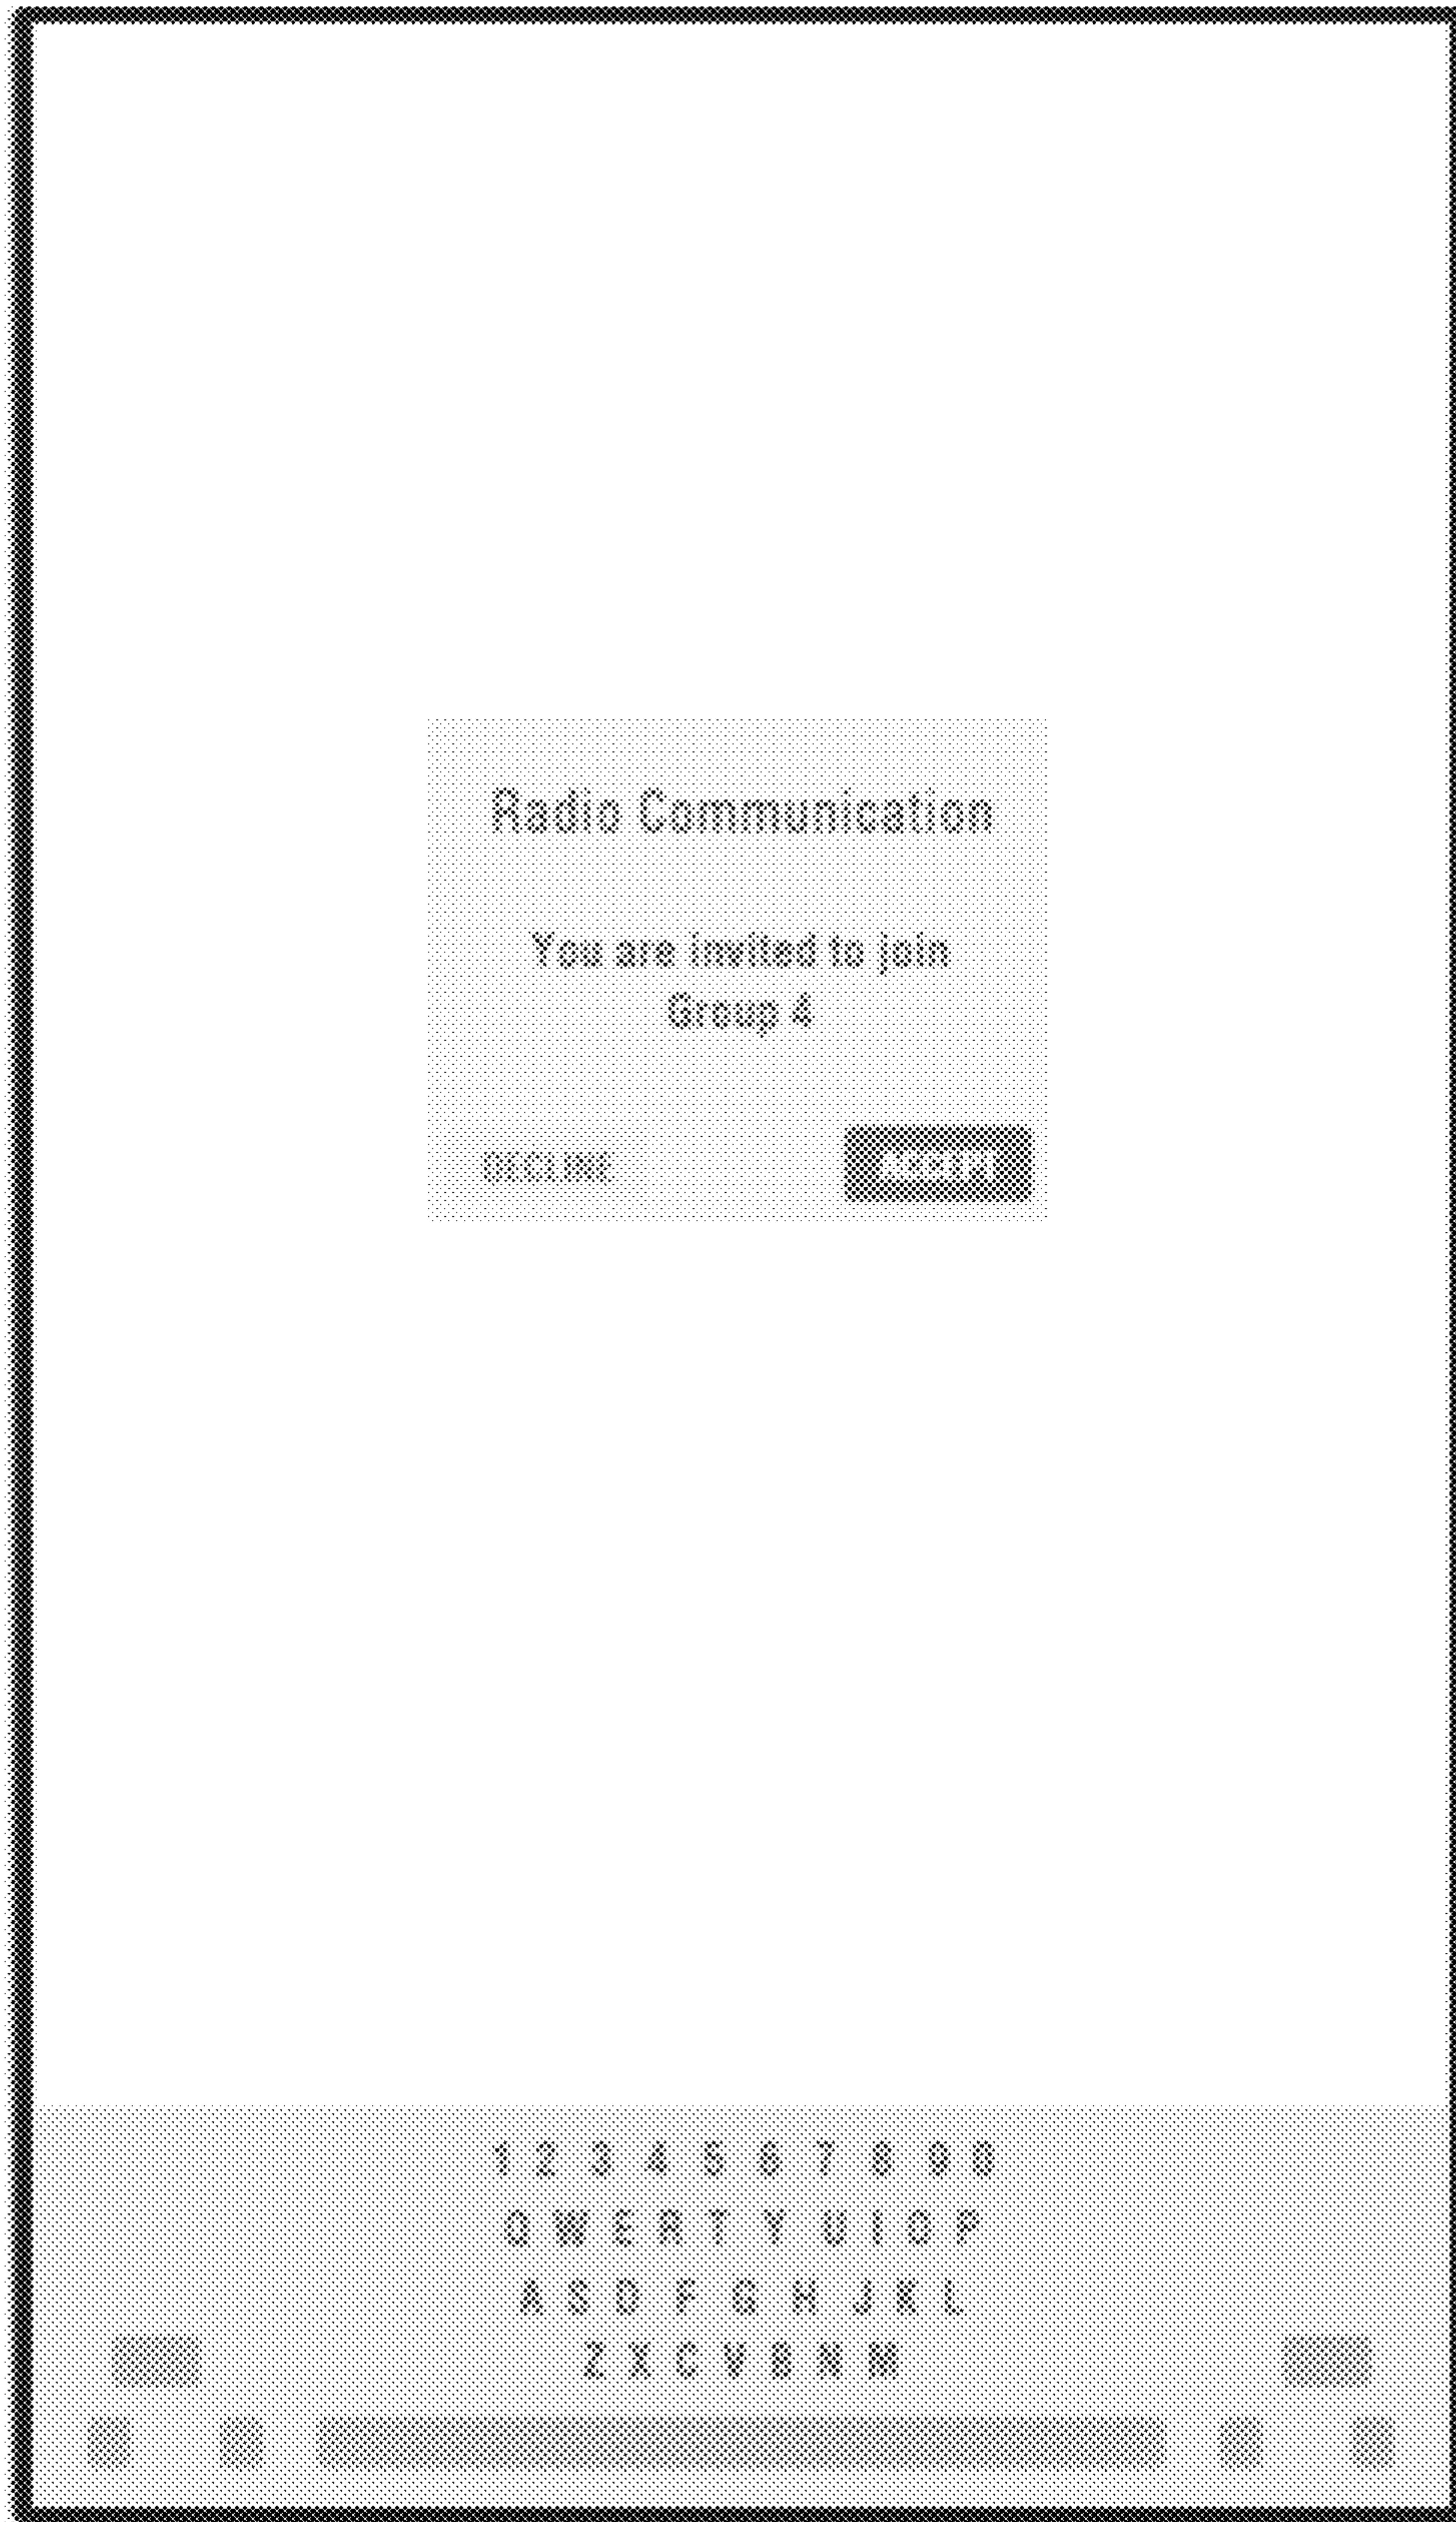 Radio Communication
You are invited to join
Group 4
DECLINE
1 2 3 4 5 6 7 8 9 0
Q W E R T Y U I O P
A S D F G H J K L
Z X C V B N M